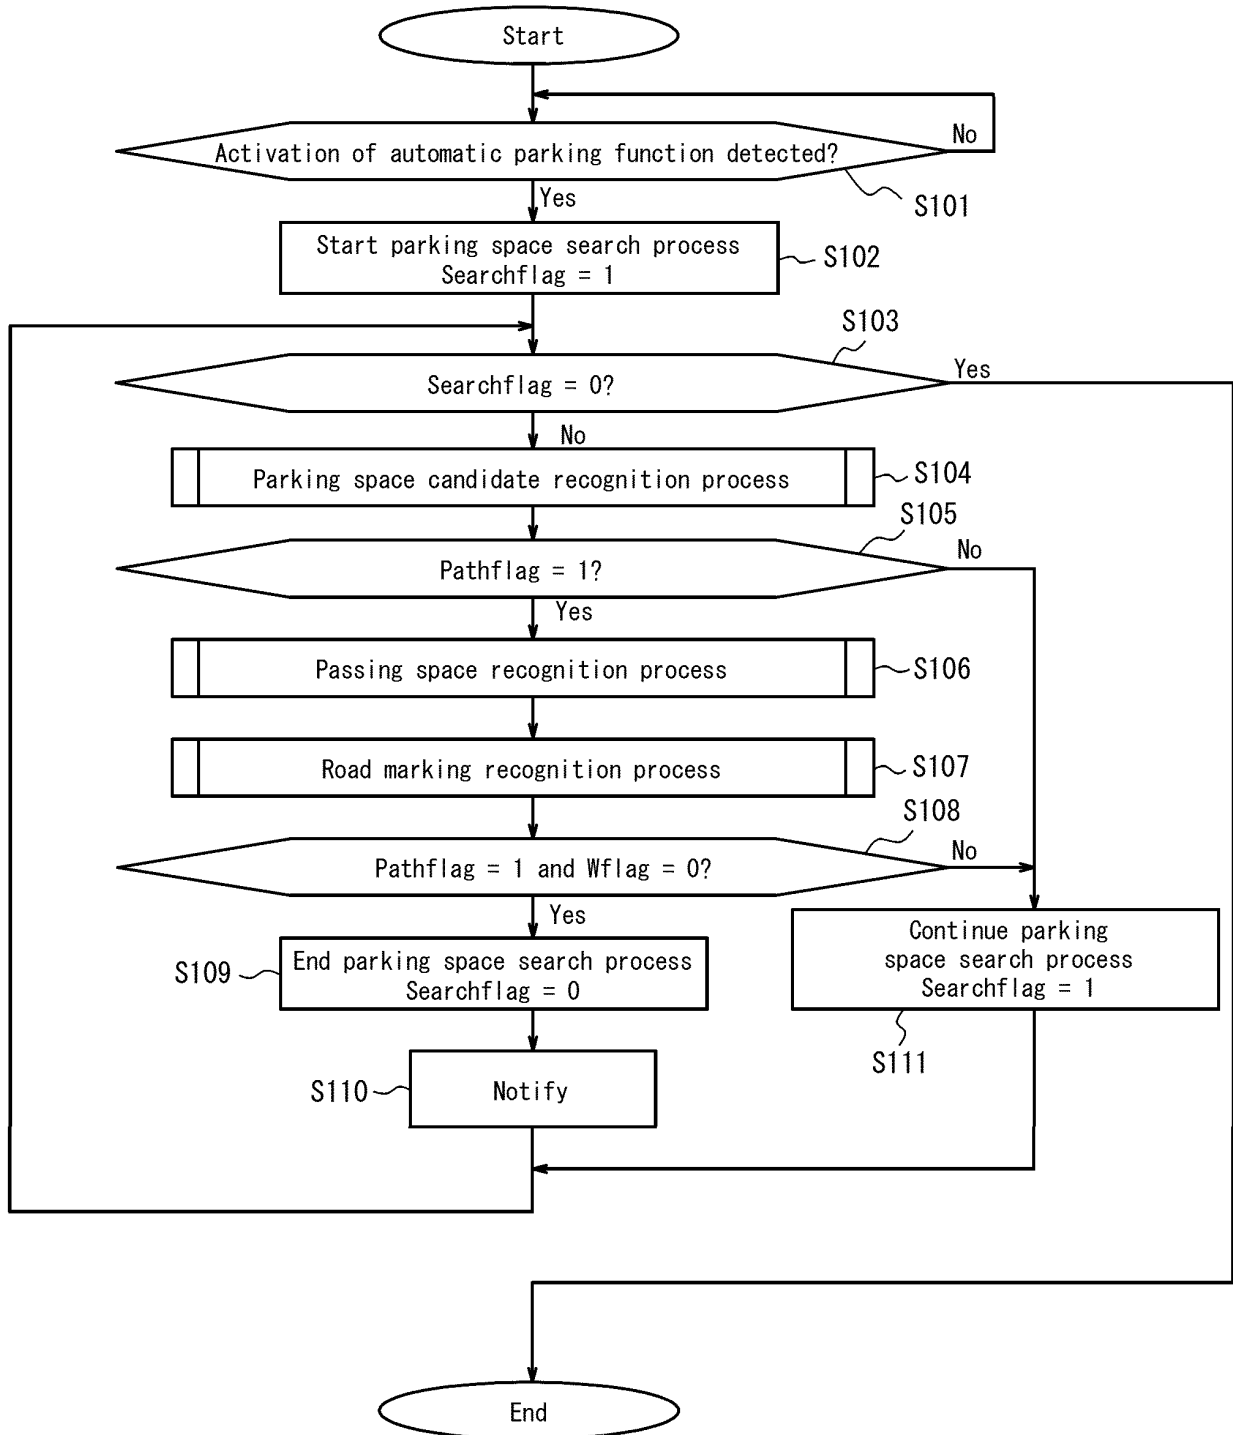 Start
No
Activation of automatic parking function detected?
S101
Yes
Start parking space search process
Searchflag = 1
S102
S103
Searchflag = 0?
Yes
No
Parking space candidate recognition process
S104
S105
Pathflag = 1?
No
Yes
Passing space recognition process
S106
Road marking recognition process
S107
S108
Pathflag = 1 and Wflag = 0?
No
Yes
S109
End parking space search process
Searchflag = 0
Continue parking
space search process
Searchflag = 1
S111
S110
Notify
End